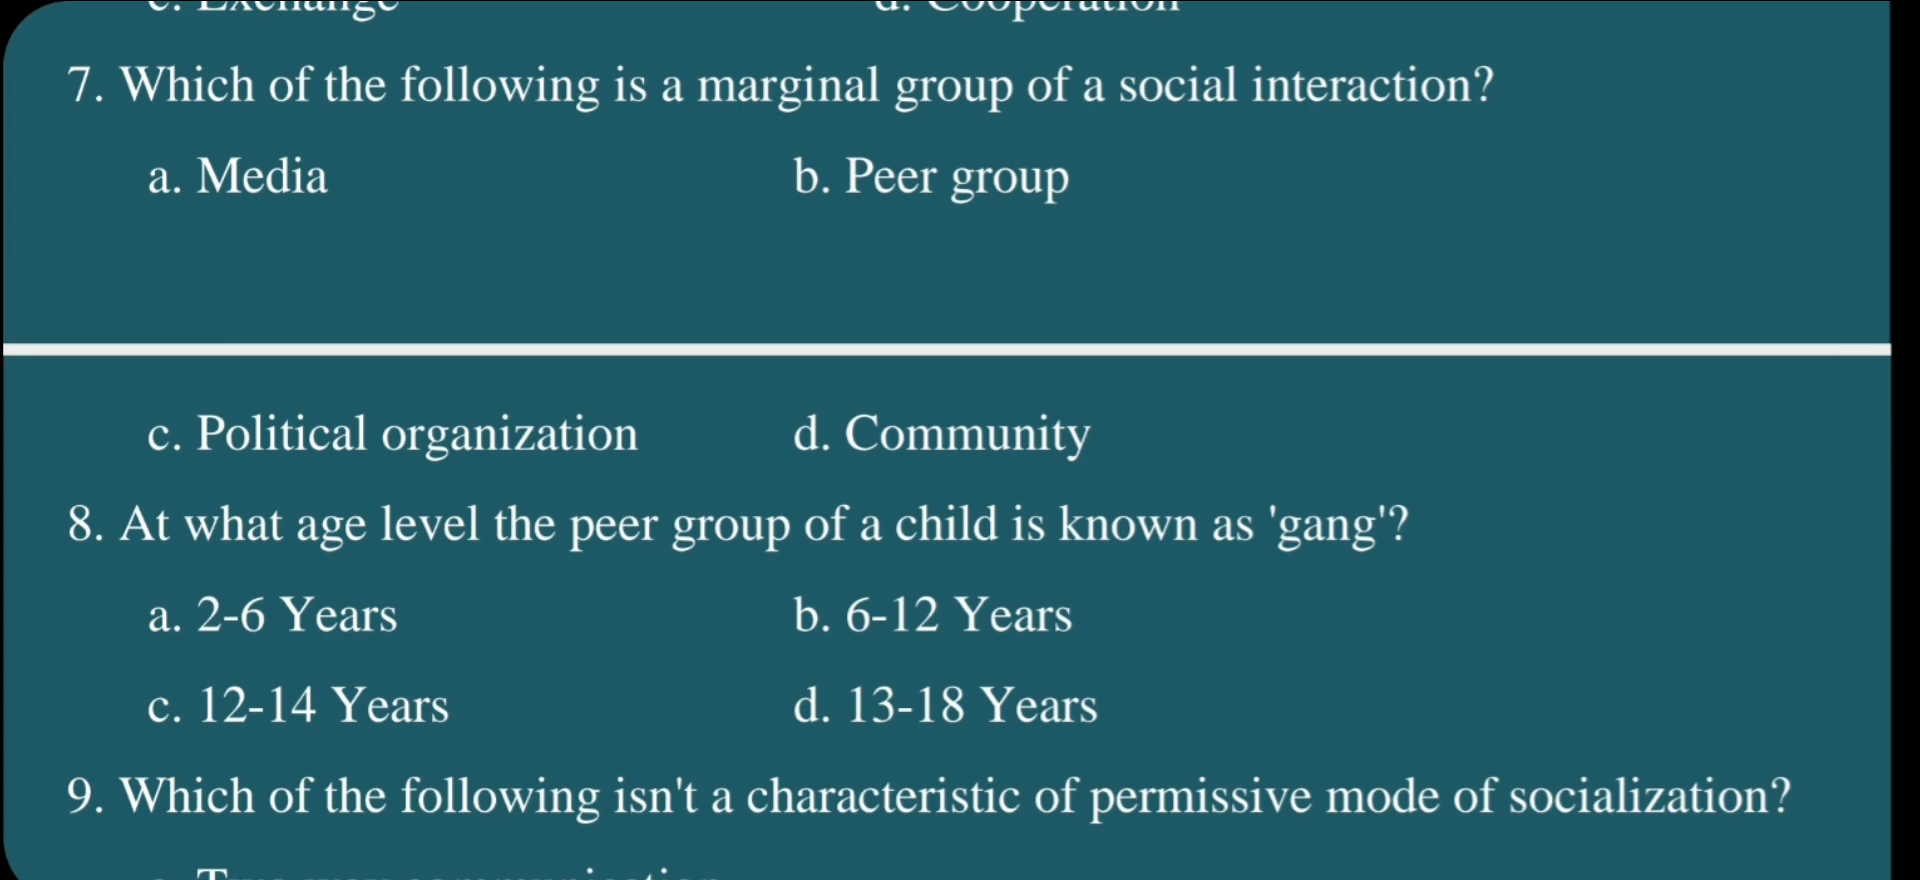 c. Exchange d. Cooperation
7. Which of the following is a marginal group of a social interaction?
a. Media b. Peer group
c. Political organization d. Community
8. At what age level the peer group of a child is known as 'gang'?
a. 2-6 Years b. 6-12 Years
c. 12-14 Years d. 13-18 Years
9. Which of the following isn't a characteristic of permissive mode of socialization?